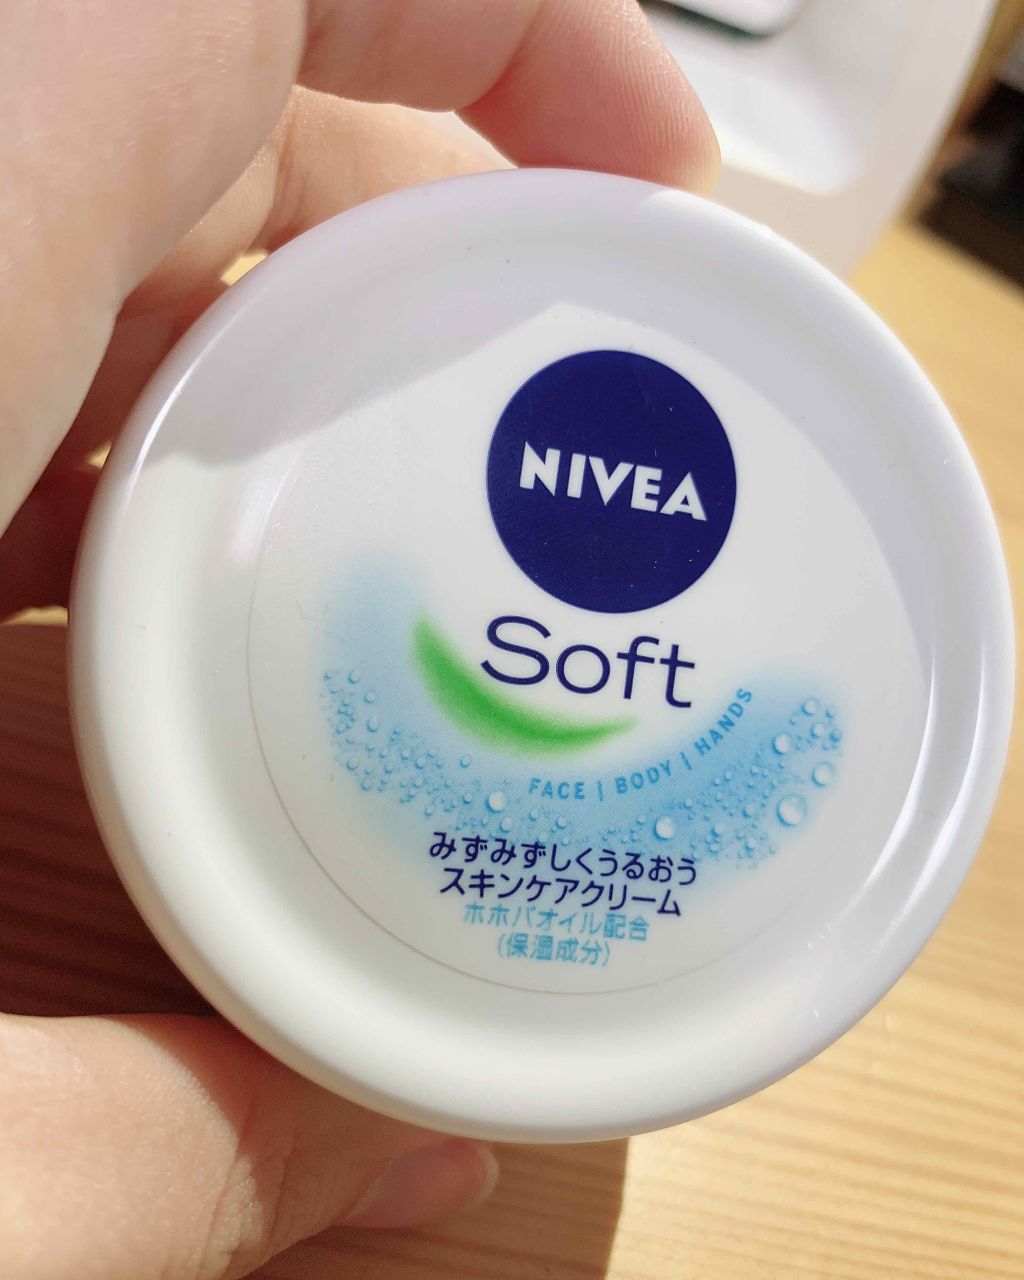 NIVEA
Soft
FACE | BODY | HANDS
みずみずしくうるおう
スキンケアクリーム
ホホバオイル配合
(保湿成分)